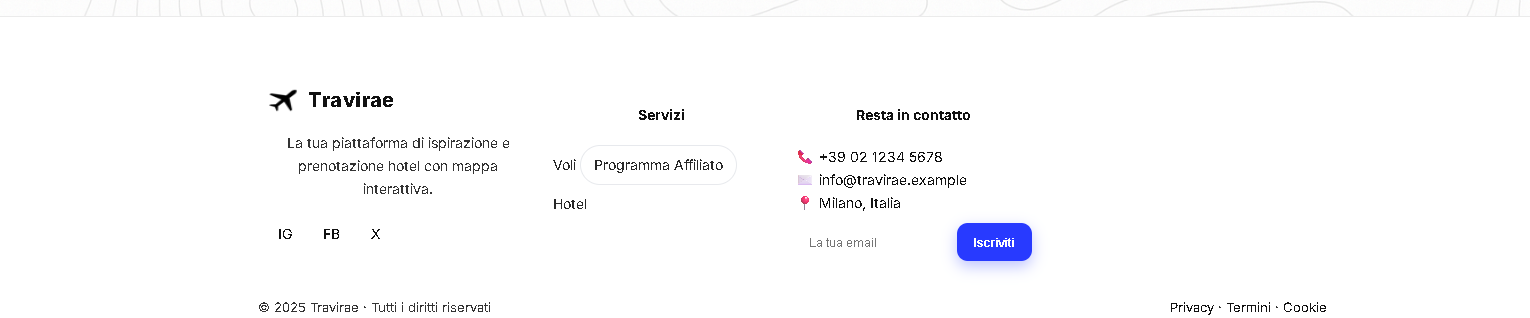 Travirae
La tua piattaforma di ispirazione e
prenotazione hotel con mappa
interattiva.
IG FB X
Servizi
Voli Programma Affiliato
Hotel
Resta in contatto
+39 02 1234 5678
info@travirae.example
Milano, Italia
La tua email Iscriviti
© 2025 Travirae · Tutti i diritti riservati
Privacy · Termini · Cookie